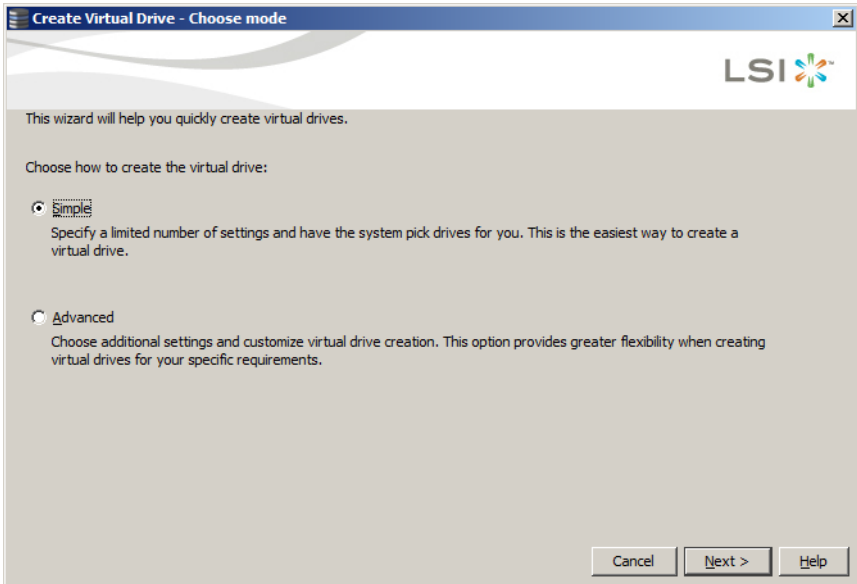 Create Virtual Drive - Choose mode
LSI™
This wizard will help you quickly create virtual drives.
Choose how to create the virtual drive:
Simple
Specify a limited number of settings and have the system pick drives for you. This is the easiest way to create a
virtual drive.
Advanced
Choose additional settings and customize virtual drive creation. This option provides greater flexibility when creating
virtual drives for your specific requirements.
Cancel Next > Help